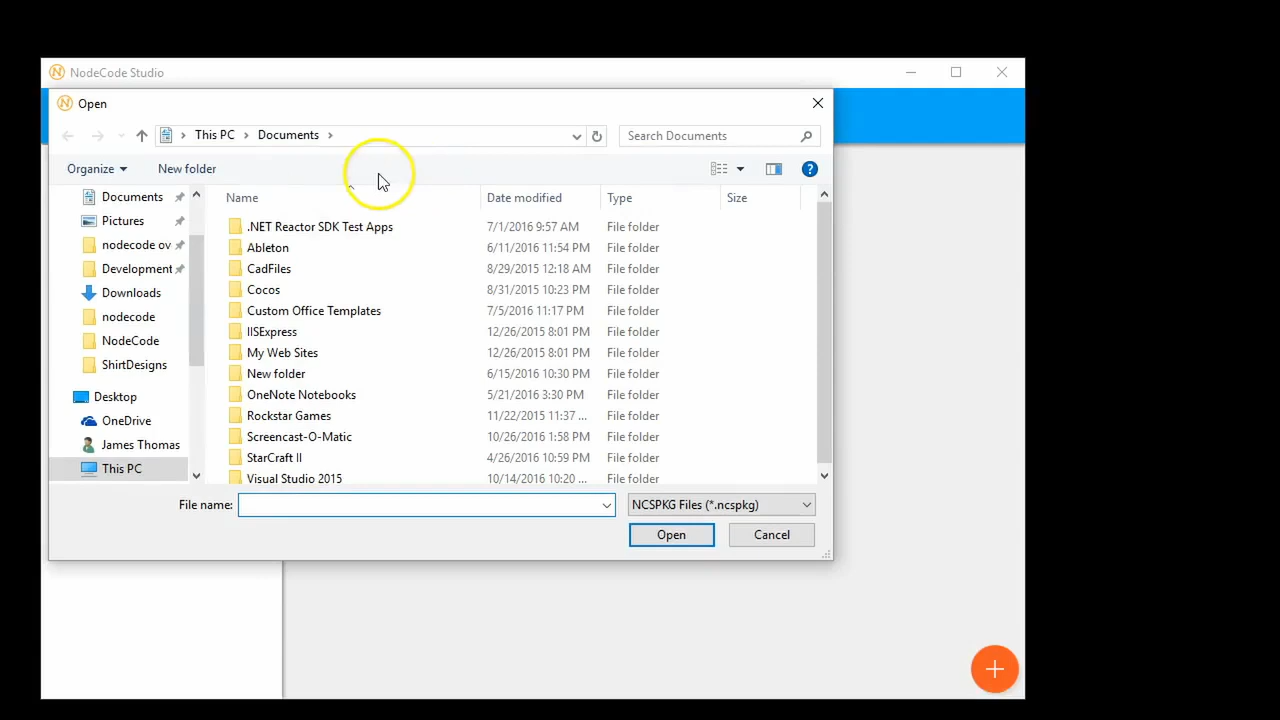 NodeCode Studio
Open
This PC > Documents >
Search Documents
Organize
New folder
Documents
Pictures
nodecode ov
Development
Downloads
nodecode
NodeCode
ShirtDesigns
Desktop
OneDrive
James Thomas
This PC
Name Date modified Type Size
.NET Reactor SDK Test Apps 7/1/2016 9:57 AM File folder
Ableton 6/11/2016 11:54 PM File folder
CadFiles 8/29/2015 12:18 AM File folder
Cocos 8/31/2015 10:23 PM File folder
Custom Office Templates 7/5/2016 11:17 PM File folder
IISExpress 12/26/2015 8:01 PM File folder
My Web Sites 12/26/2015 8:01 PM File folder
New folder 6/15/2016 10:30 PM File folder
OneNote Notebooks 5/21/2016 3:30 PM File folder
Rockstar Games 11/22/2015 11:37 ... File folder
Screencast-O-Matic 10/26/2016 1:58 PM File folder
StarCraft II 4/26/2016 10:59 PM File folder
Visual Studio 2015 10/14/2016 10:20 ... File folder
File name:
NCSPKG Files (*.ncspkg)
Open
Cancel